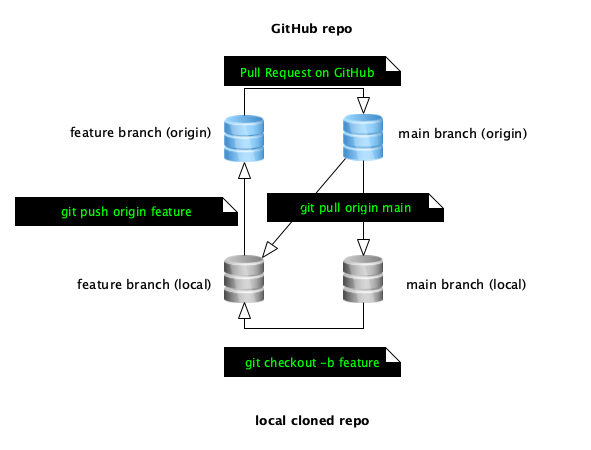 GitHub repo
Pull Request on GitHub
feature branch (origin)
main branch (origin)
git push origin feature
git pull origin main
feature branch (local)
main branch (local)
git checkout -b feature
local cloned repo